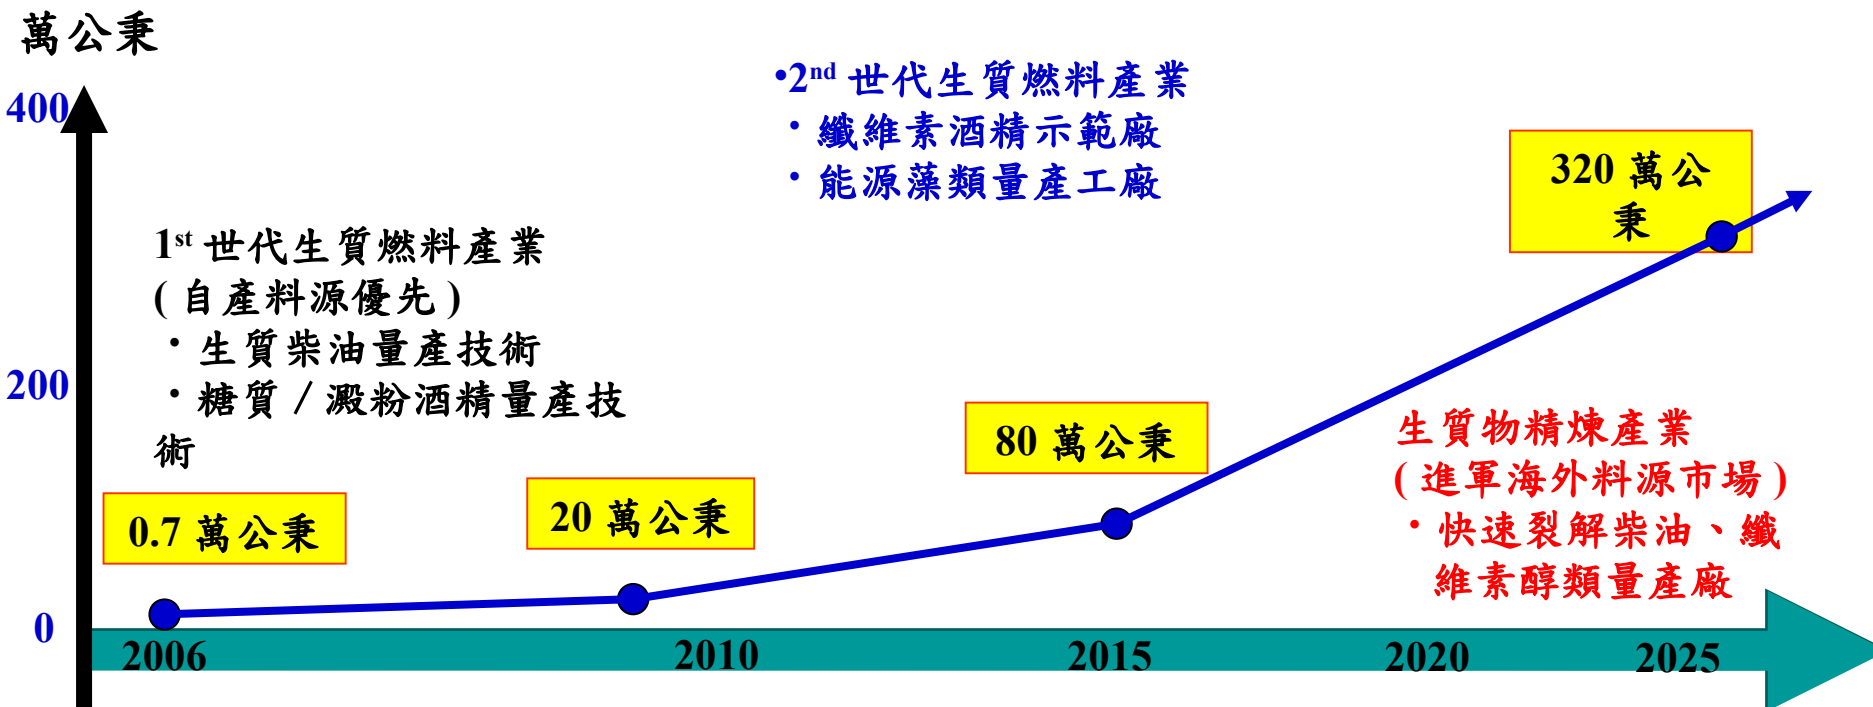 萬公秉
400
200
0
•2nd 世代生質燃料產業
・纖維素酒精示範廠
・能源藻類量產工廠
1st 世代生質燃料產業
( 自產料源優先 )
・生質柴油量產技術
・糖質 / 澱粉酒精量產技
術
320 萬公
秉
80 萬公秉
20 萬公秉
0.7 萬公秉
生質物精煉產業
( 進軍海外料源市場 )
・快速裂解柴油、纖
維素醇類量產廠
2006
2010
2015
2020
2025